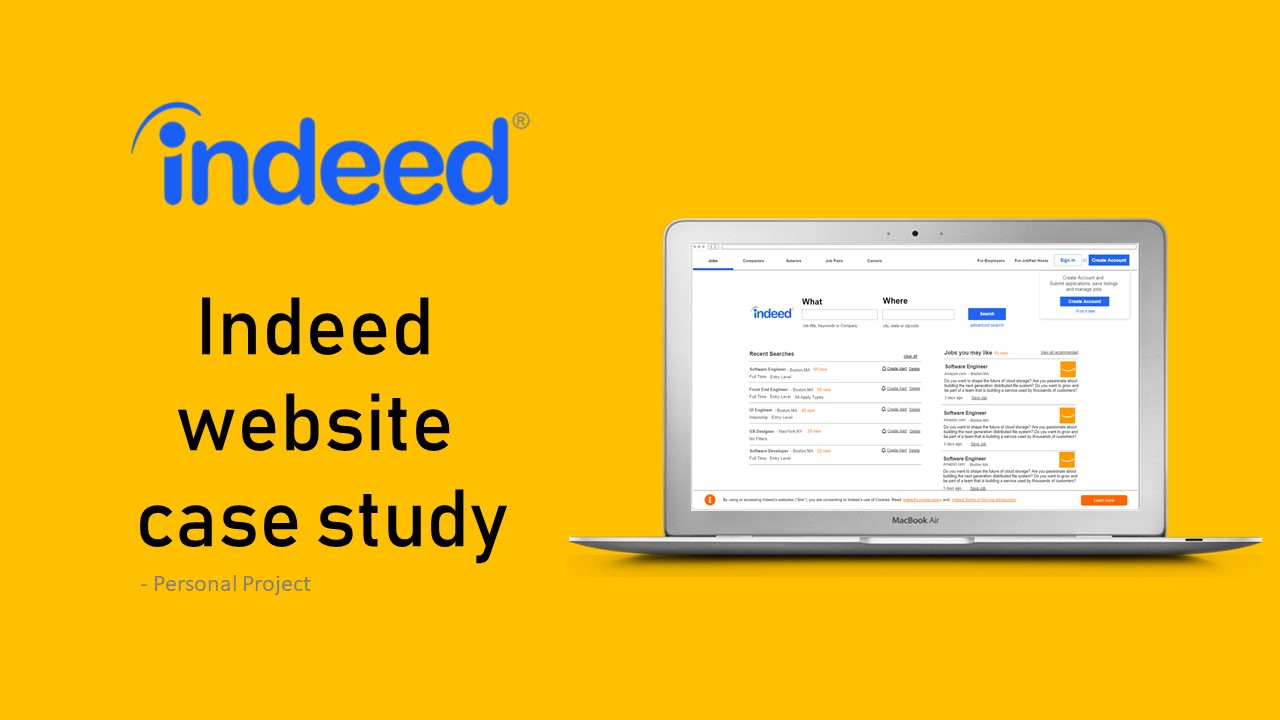 indeed®
Indeed
website
case study
- Personal Project
Jobs Companies Salaries Job Fairs Careers For Employers For JobPair Hosts Sign in or Create Account
Create Account and
Submit applications, save listings
and manage jobs.
Create Account
I'll do it later
What Where
indeed Search
Job title, keywords or Company city, state or zipcode advanced search
Recent Searches clear all
Software Engineer - Boston,MA 55 new Create Alert Delete
Full Time Entry Level
Front End Engineer - Boston,MA 50 new Create Alert Delete
Full Time Entry Level All Apply Types
UI Engineer - Boston,MA 40 new Create Alert Delete
Internship Entry Level
UX Designer - NewYork,NY 25 new Create Alert Delete
No Filters
Software Developer - Boston,MA 22 new Create Alert Delete
Full Time Entry Level
Jobs you may like View all recommended
Software Engineer
Amazon.com - Boston,MA
Do you want to shape the future of cloud storage? Are you passionate about
building the next generation distributed file system? Do you want to grow and
be part of a team that is building a service used by thousands of customers?
3 days ago Save Job
Software Engineer
Amazon.com - Boston,MA
Do you want to shape the future of cloud storage? Are you passionate about
building the next generation distributed file system? Do you want to grow and
be part of a team that is building a service used by thousands of customers?
3 days ago Save Job
Software Engineer
Amazon.com - Boston,MA
Do you want to shape the future of cloud storage? Are you passionate about
building the next generation distributed file system? Do you want to grow and
be part of a team that is building a service used by thousands of customers?
3 days ago Save Job
By using or accessing Indeed's websites ("Site"), you are consenting to Indeed's use of Cookies. Read Indeed's cookie policy and Indeed Terms of Service Introduction Learn more
MacBook Air